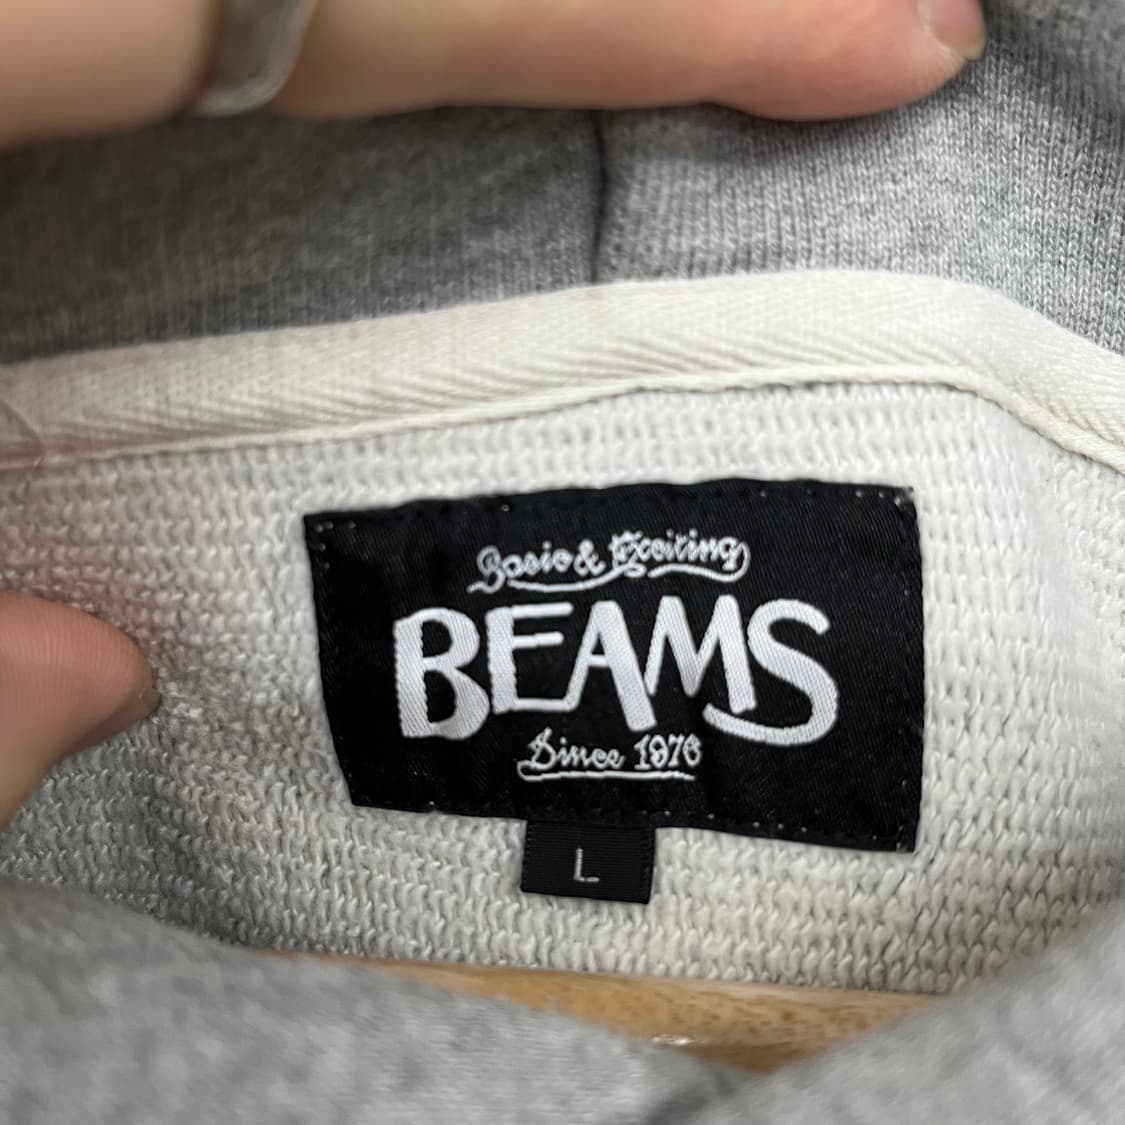 Basic & Exciting
BEAMS
Since 1976
L